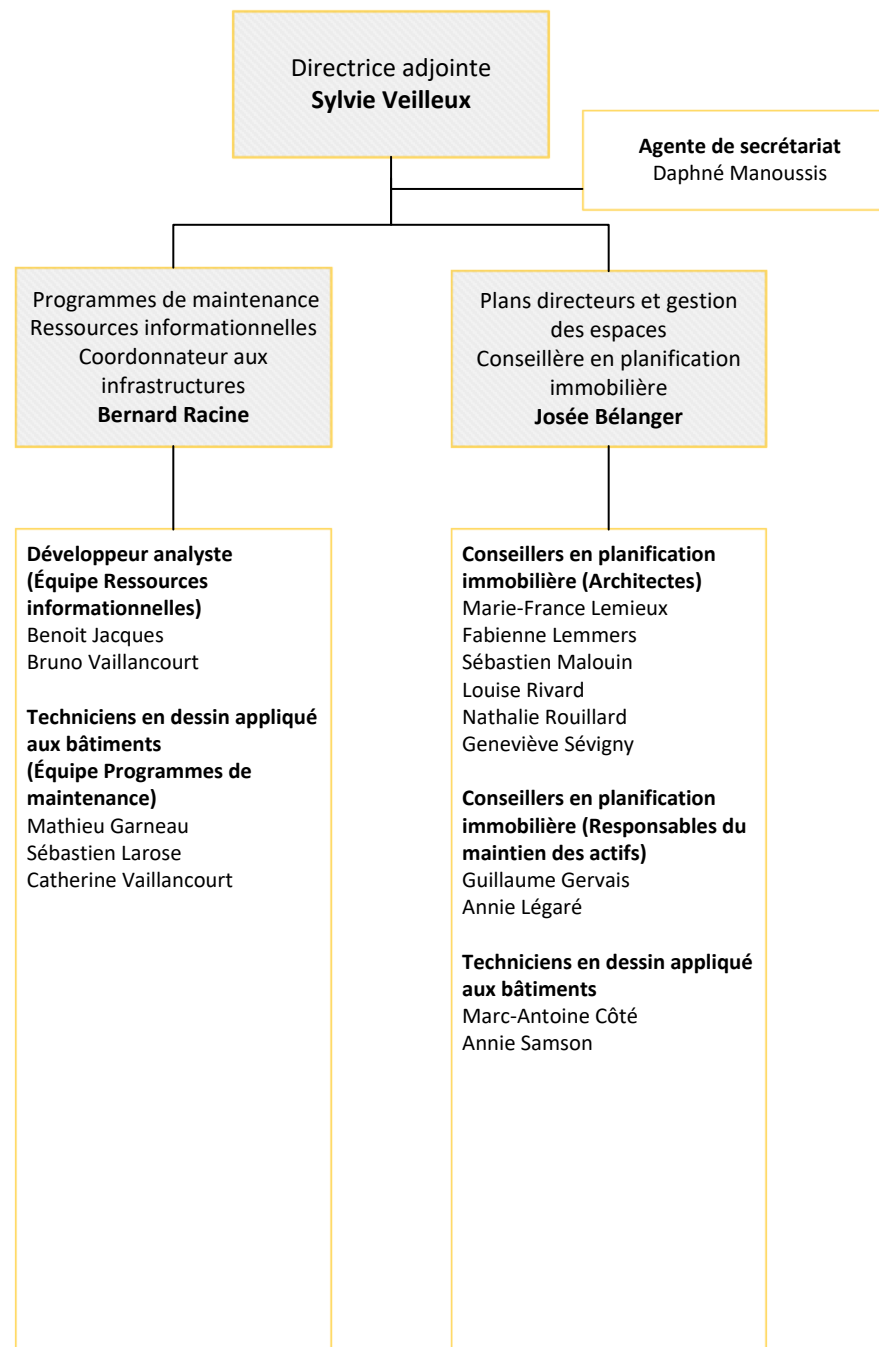 Directrice adjointe
Sylvie Veilleux
Agente de secrétariat
Daphné Manoussis
Programmes de maintenance
Ressources informationnelles
Coordonnateur aux
infrastructures
Bernard Racine
Plans directeurs et gestion
des espaces
Conseillère en planification
immobilière
Josée Bélanger
Développeur analyste
(Équipe Ressources
informationnelles)
Benoit Jacques
Bruno Vaillancourt
Techniciens en dessin appliqué
aux bâtiments
(Équipe Programmes de
maintenance)
Mathieu Garneau
Sébastien Larose
Catherine Vaillancourt
Conseillers en planification
immobilière (Architectes)
Marie-France Lemieux
Fabienne Lemmers
Sébastien Malouin
Louise Rivard
Nathalie Rouillard
Geneviève Sévigny
Conseillers en planification
immobilière (Responsables du
maintien des actifs)
Guillaume Gervais
Annie Légaré
Techniciens en dessin appliqué
aux bâtiments
Marc-Antoine Côté
Annie Samson